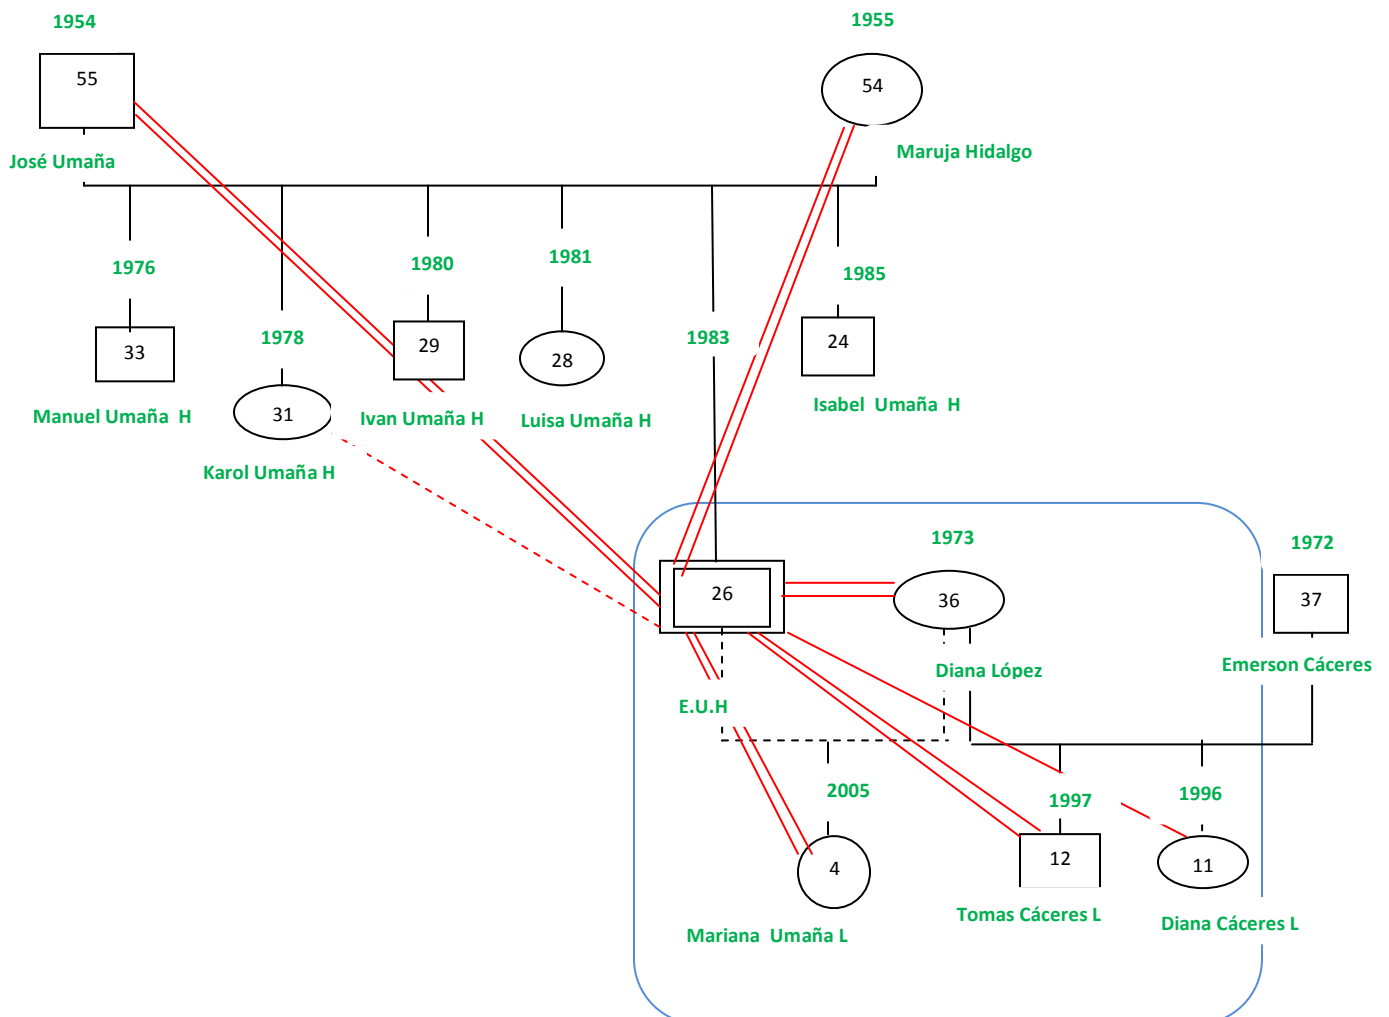 1954
1955
55
54
José Umaña
Maruja Hidalgo
1976
1978
1980
1981
1983
1985
33
31
29
28
24
Manuel Umaña  H
Karol Umaña H
Ivan Umaña H
Luisa Umaña H
Isabel  Umaña  H
1973
1972
26
36
37
E.U.H
Diana López
Emerson Cáceres
2005
1997
1996
4
12
11
Mariana  Umaña L
Tomas Cáceres L
Diana Cáceres L